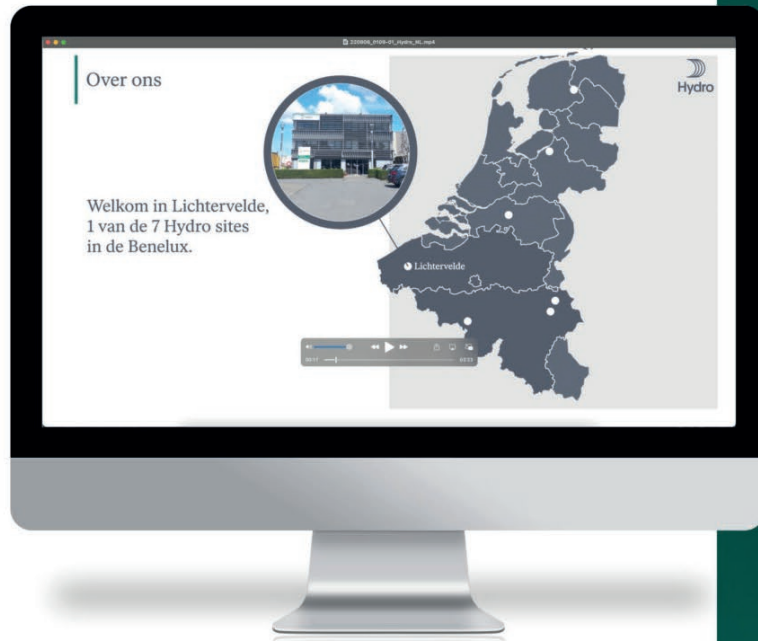 Over ons
Hydro
Welkom in Lichtervelde,
1 van de 7 Hydro sites
in de Benelux.
Lichtervelde